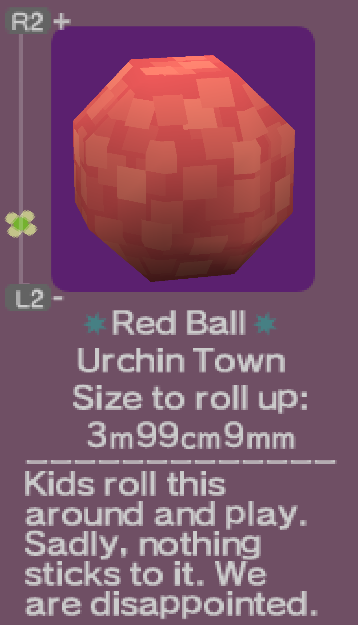 R2 +
L2 -
Red Ball
Urchin Town
Size to roll up:
3m99cm9mm
Kids roll this
around and play.
Sadly, nothing
sticks to it. We
are disappointed.